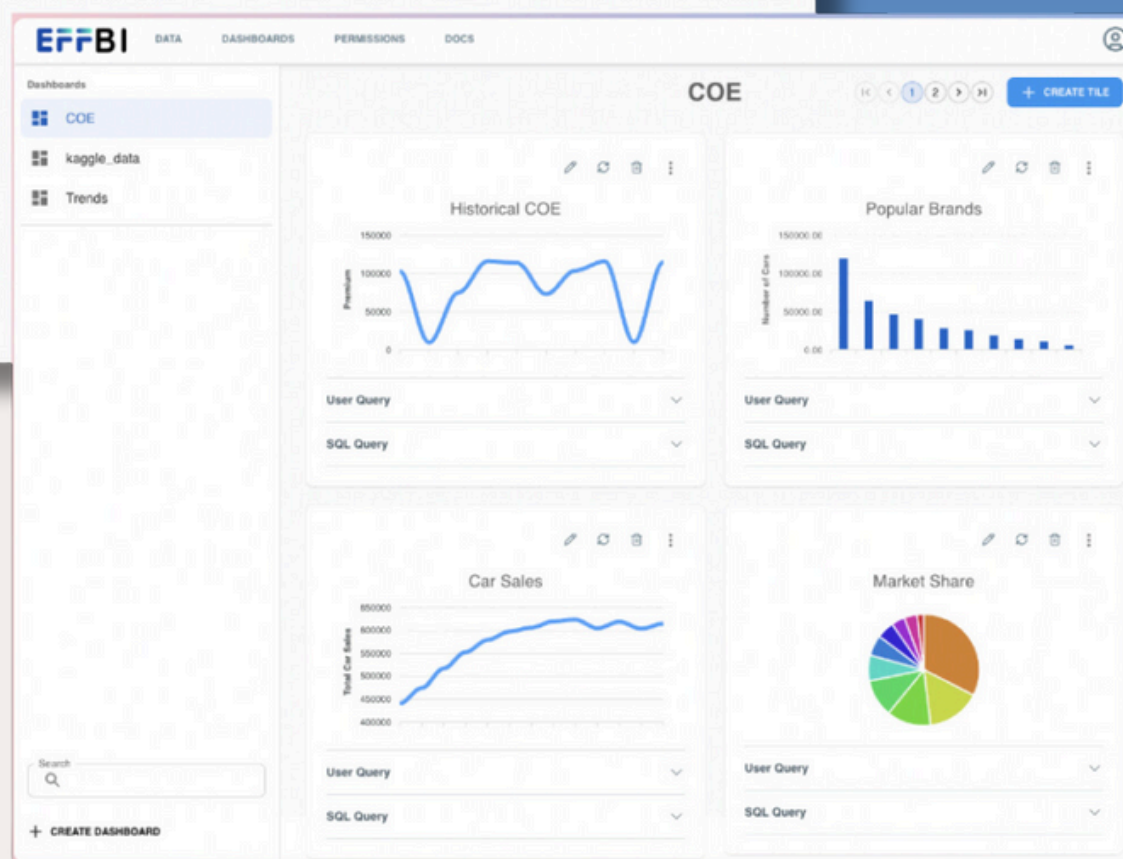 EFFBI DATA DASHBOARDS PERMISSIONS DOCS
Dashboards
COE
kaggle_data
Trends
Search
+ CREATE DASHBOARD
COE
1 2
+ CREATE TILE
Historical COE
Premium
150000
100000
50000
0
User Query
SQL Query
Popular Brands
Number of Cars
150000.00
100000.00
50000.00
0.00
User Query
SQL Query
Car Sales
Total Car Sales
650000
600000
550000
500000
450000
400000
User Query
SQL Query
Market Share
User Query
SQL Query